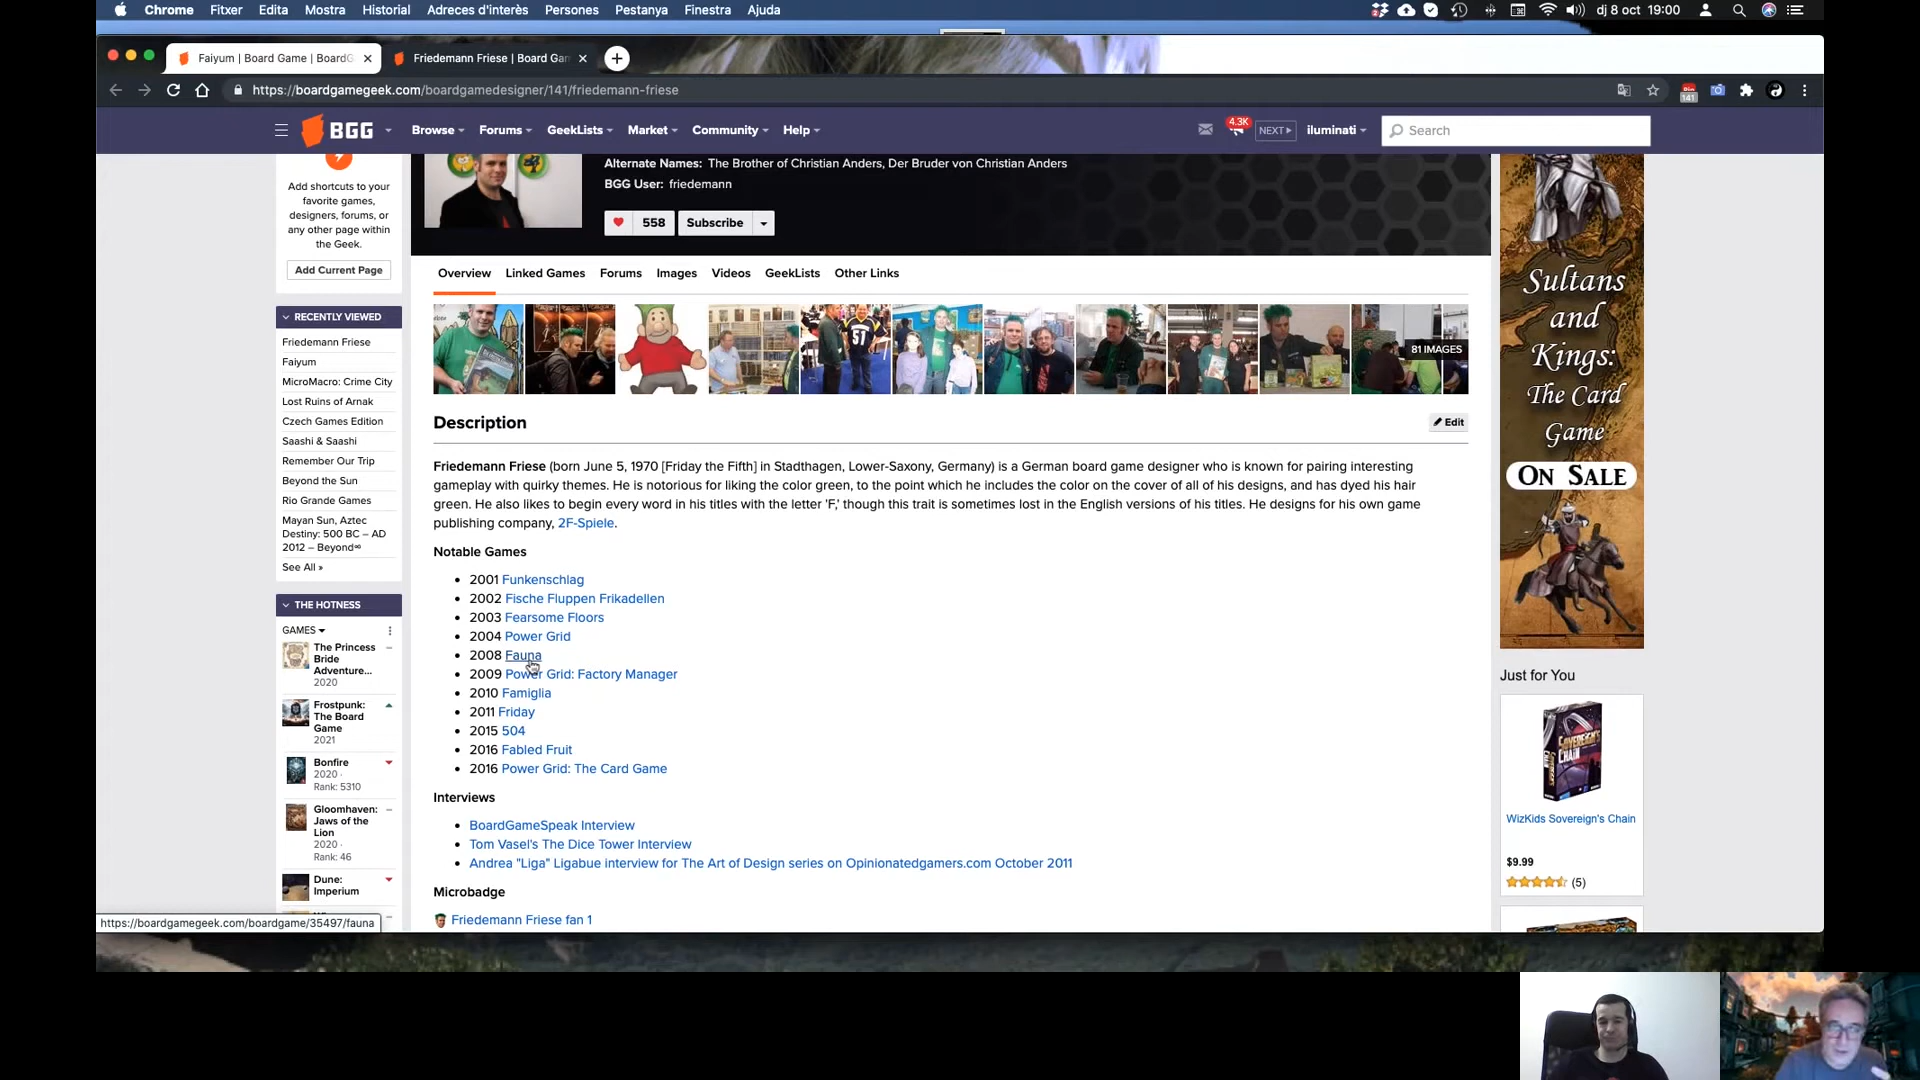 Chrome Fitxer Edita Mostra Historial Adreces d'interès Persones Pestanya Finestra Ajuda dj 8 oct 19:00
Faiyum | Board Game | BoardG Friedemann Friese | Board Gam
https://boardgamegeek.com/boardgamedesigner/141/friedemann-friese 141
BGG Browse Forums GeekLists Market Community Help 4.3K NEXT iluminati Search
Add shortcuts to your
favorite games,
designers, forums, or
any other page within
the Geek.
Add Current Page
RECENTLY VIEWED
Friedemann Friese
Faiyum
MicroMacro: Crime City
Lost Ruins of Arnak
Czech Games Edition
Saashi & Saashi
Remember Our Trip
Beyond the Sun
Rio Grande Games
Mayan Sun, Aztec
Destiny: 500 BC – AD
2012 – Beyond∞
See All »
THE HOTNESS
GAMES
The Princess
Bride
Adventure...
2020
Frostpunk:
The Board
Game
2021
Bonfire
2020 ·
Rank: 5310
Gloomhaven:
Jaws of the
Lion
2020 ·
Rank: 46
Dune:
Imperium
https://boardgamegeek.com/boardgame/35497/fauna
Alternate Names: The Brother of Christian Anders, Der Bruder von Christian Anders
BGG User: friedemann
558 Subscribe
Overview Linked Games Forums Images Videos GeekLists Other Links
51
81 IMAGES
Description
Edit
Friedemann Friese (born June 5, 1970 [Friday the Fifth] in Stadthagen, Lower-Saxony, Germany) is a German board game designer who is known for pairing interesting
gameplay with quirky themes. He is notorious for liking the color green, to the point which he includes the color on the cover of all of his designs, and has dyed his hair
green. He also likes to begin every word in his titles with the letter 'F,' though this trait is sometimes lost in the English versions of his titles. He designs for his own game
publishing company, 2F-Spiele.
Notable Games
• 2001 Funkenschlag
• 2002 Fische Fluppen Frikadellen
• 2003 Fearsome Floors
• 2004 Power Grid
• 2008 Fauna
• 2009 Power Grid: Factory Manager
• 2010 Famiglia
• 2011 Friday
• 2015 504
• 2016 Fabled Fruit
• 2016 Power Grid: The Card Game
Interviews
• BoardGameSpeak Interview
• Tom Vasel's The Dice Tower Interview
• Andrea "Liga" Ligabue interview for The Art of Design series on Opinionatedgamers.com October 2011
Microbadge
Friedemann Friese fan 1
Sultans
and
Kings:
The Card
Game
ON SALE
Just for You
SOVEREIGN'S
CHAIN
WizKids Sovereign's Chain
$9.99
(5)